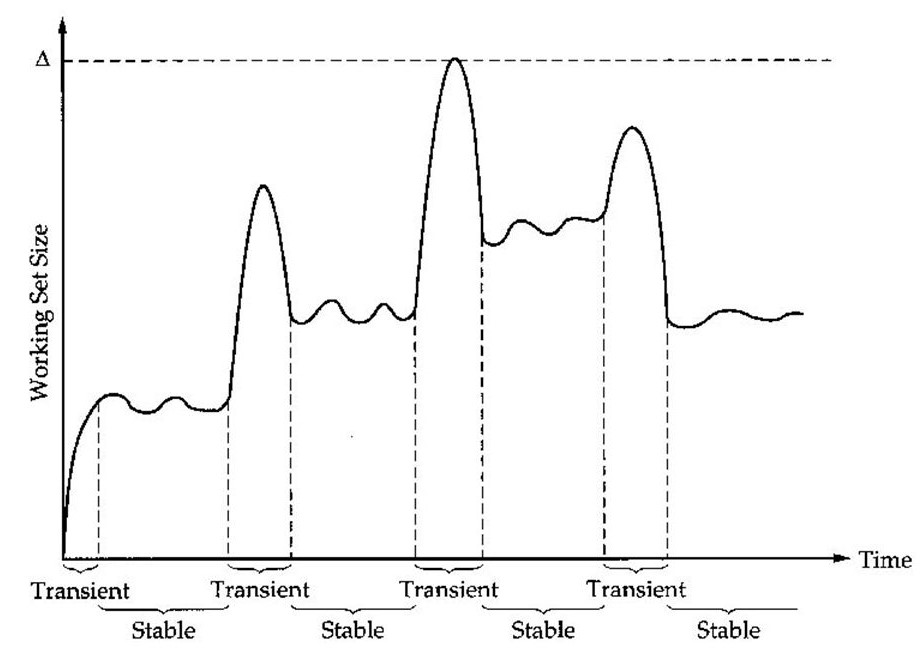 Δ
Working Set Size
Time
Transient Transient Transient Transient
Stable Stable Stable Stable